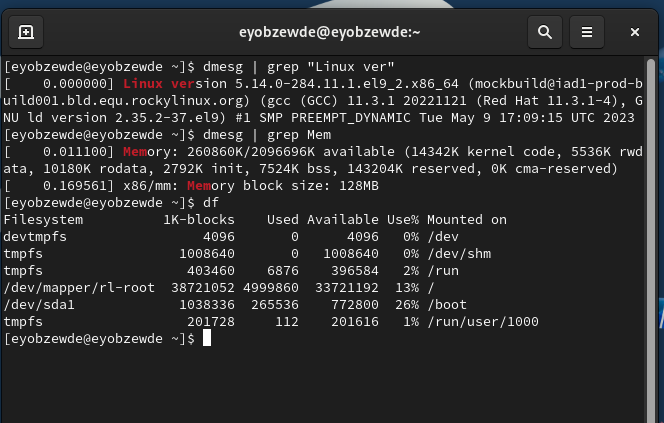 eyobzewde@eyobzewde:~
[eyobzewde@eyobzewde ~]$ dmesg | grep "Linux ver"
[    0.000000] Linux version 5.14.0-284.11.1.el9_2.x86_64 (mockbuild@iad1-prod-b
uild001.bld.equ.rockylinux.org) (gcc (GCC) 11.3.1 20221121 (Red Hat 11.3.1-4), G
NU ld version 2.35.2-37.el9) #1 SMP PREEMPT_DYNAMIC Tue May 9 17:09:15 UTC 2023
[eyobzewde@eyobzewde ~]$ dmesg | grep Mem
[    0.011100] Memory: 260860K/2096696K available (14342K kernel code, 5536K rwd
ata, 10180K rodata, 2792K init, 7524K bss, 143204K reserved, 0K cma-reserved)
[    0.169561] x86/mm: Memory block size: 128MB
[eyobzewde@eyobzewde ~]$ df
Filesystem          1K-blocks    Used Available Use% Mounted on
devtmpfs                 4096       0      4096   0% /dev
tmpfs                 1008640       0   1008640   0% /dev/shm
tmpfs                  403460    6876    396584   2% /run
/dev/mapper/rl-root  38721052 4999860  33721192  13% /
/dev/sda1             1038336  265536    772800  26% /boot
tmpfs                  201728     112    201616   1% /run/user/1000
[eyobzewde@eyobzewde ~]$